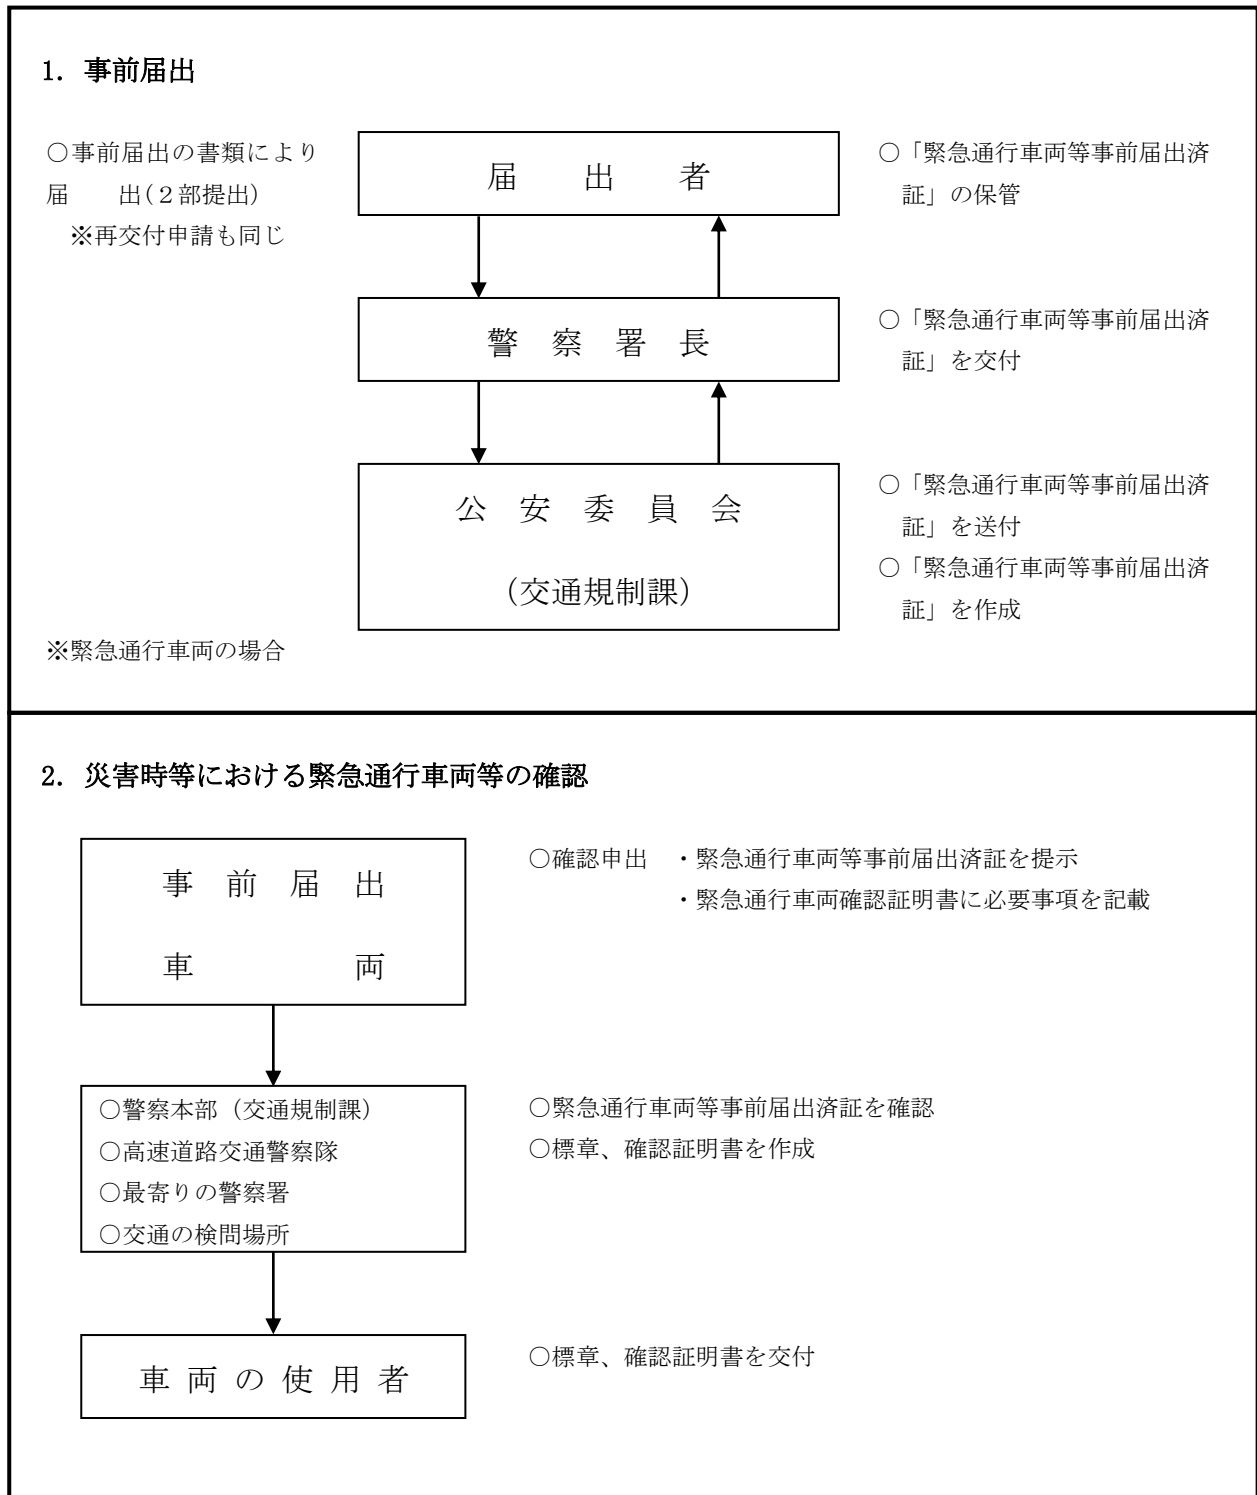 1. 事前届出
○事前届出の書類により
届　　出(２部提出)
※再交付申請も同じ
届　出　者
○「緊急通行車両等事前届出済
証」の保管
警　察　署　長
○「緊急通行車両等事前届出済
証」を交付
公　安　委　員　会
（交通規制課）
○「緊急通行車両等事前届出済
証」を送付
○「緊急通行車両等事前届出済
証」を作成
※緊急通行車両の場合
2. 災害時等における緊急通行車両等の確認
事　前　届　出
車　　　　　両
○確認申出　・緊急通行車両等事前届出済証を提示
・緊急通行車両確認証明書に必要事項を記載
○警察本部（交通規制課）
○高速道路交通警察隊
○最寄りの警察署
○交通の検問場所
○緊急通行車両等事前届出済証を確認
○標章、確認証明書を作成
車 両 の 使 用 者
○標章、確認証明書を交付